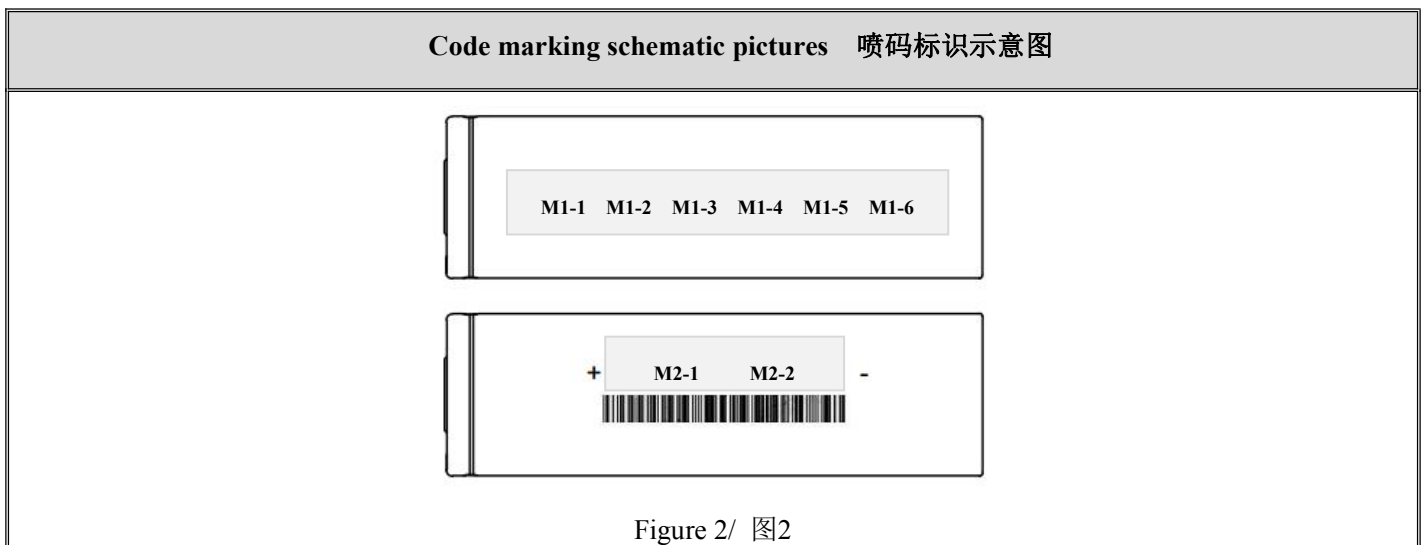 Code marking schematic pictures 喷码标识示意图
M1-1 M1-2 M1-3 M1-4 M1-5 M1-6
+ M2-1 M2-2 -
Figure 2/ 图2